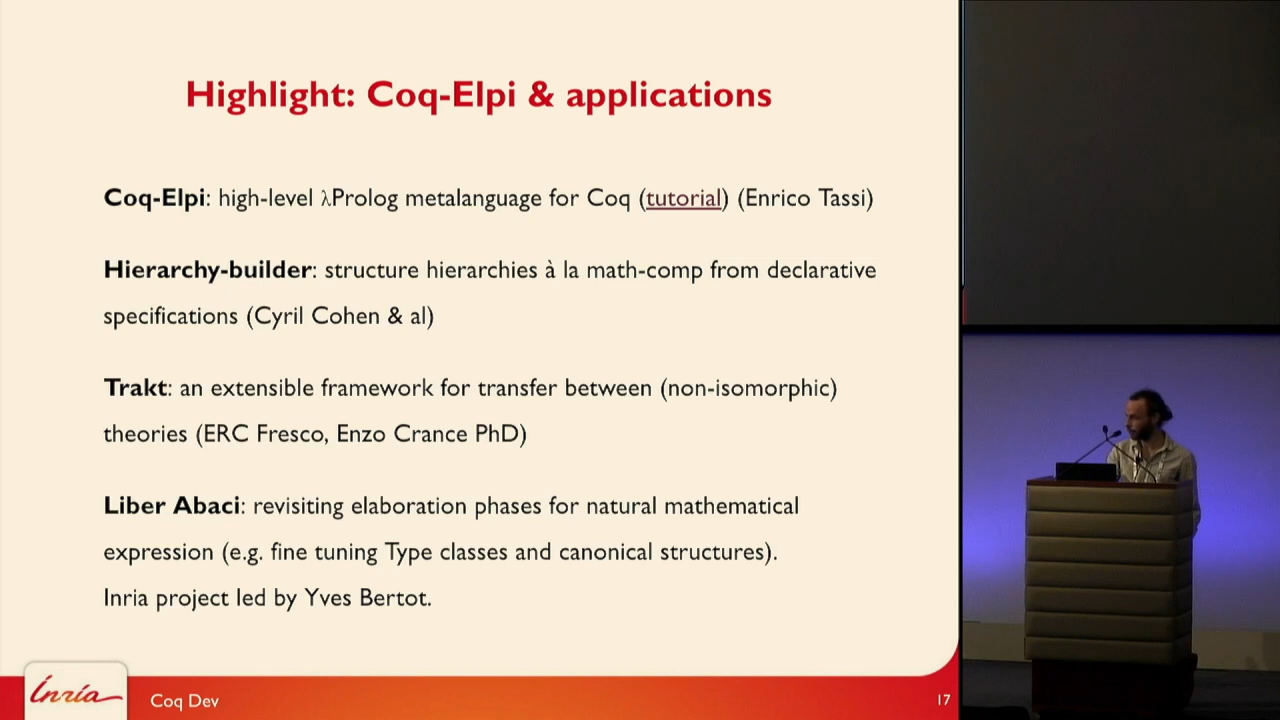 Highlight: Coq-Elpi & applications
Coq-Elpi: high-level λProlog metalanguage for Coq (tutorial) (Enrico Tassi)
Hierarchy-builder: structure hierarchies à la math-comp from declarative
specifications (Cyril Cohen & al)
Trakt: an extensible framework for transfer between (non-isomorphic)
theories (ERC Fresco, Enzo Crance PhD)
Liber Abaci: revisiting elaboration phases for natural mathematical
expression (e.g. fine tuning Type classes and canonical structures).
Inria project led by Yves Bertot.
Inria
Coq Dev
17